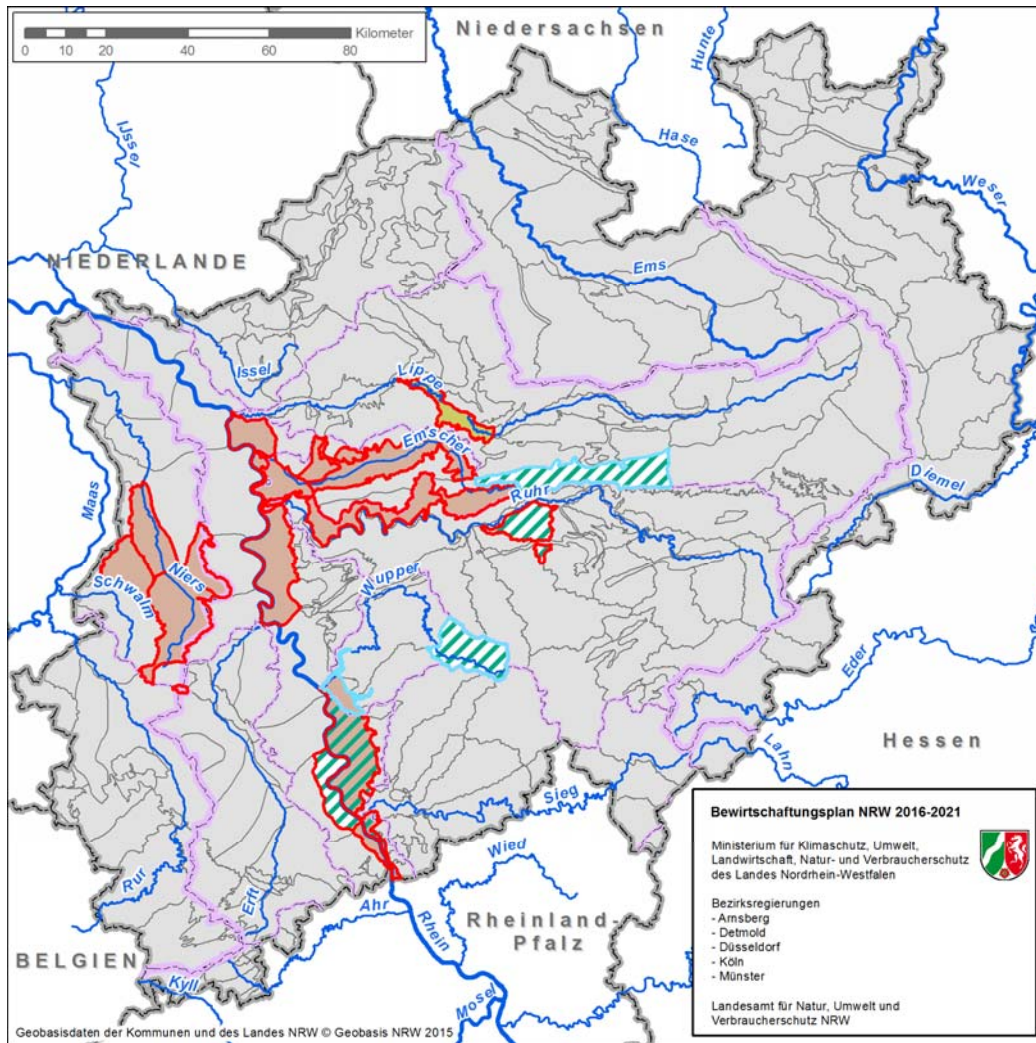 Kilometer
0 20 40 60 80
Niedersachsen
Hunte
IJssel
Hase
Weser
NIEDERLANDE
Ems
Issel
Lippe
Emscher
Maas
Ruhr
Diemel
Schwalm
Niers
Wupper
Eder
Hessen
Lahn
Sieg
Wied
Rur
Erft
Ahr
Rhein
Rheinland-
Pfalz
BELGIEN
Kyll
Mosel
Bewirtschaftungsplan NRW 2016-2021
Ministerium für Klimaschutz, Umwelt,
Landwirtschaft, Natur- und Verbraucherschutz
des Landes Nordrhein-Westfalen
Bezirksregierungen
- Arnsberg
- Detmold
- Düsseldorf
- Köln
- Münster
Landesamt für Natur, Umwelt und
Verbraucherschutz NRW
Geobasisdaten der Kommunen und des Landes NRW © Geobasis NRW 2015